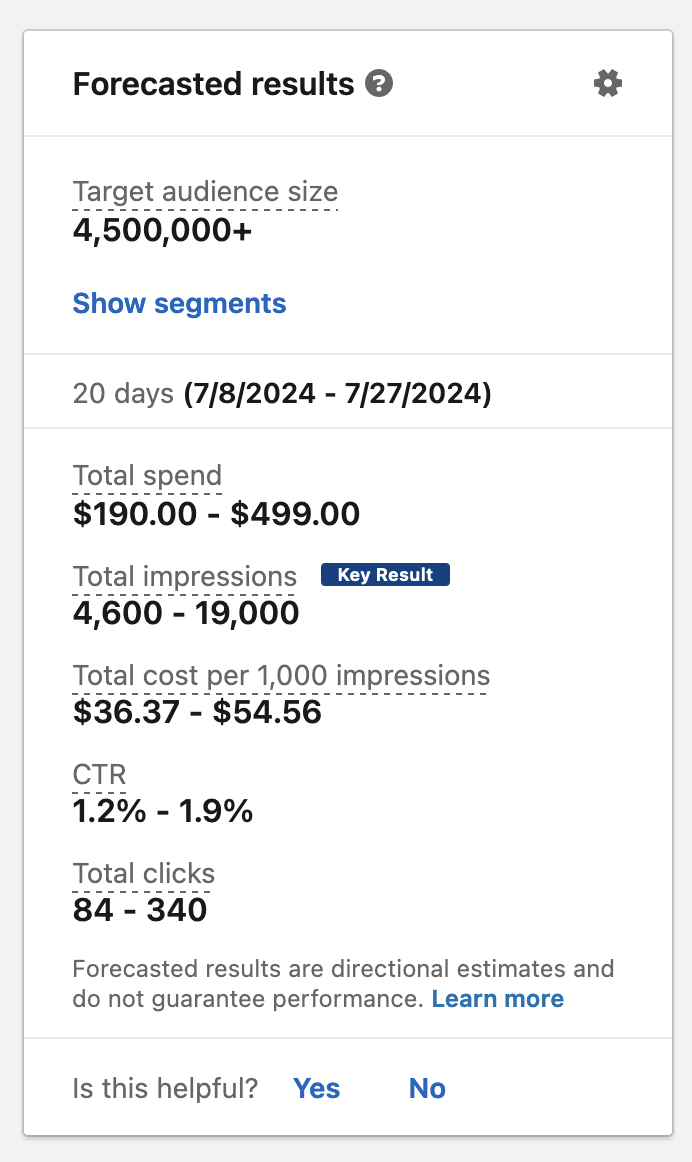 Forecasted results ?
Target audience size
4,500,000+
Show segments
20 days (7/8/2024 - 7/27/2024)
Total spend
$190.00 - $499.00
Total impressions Key Result
4,600 - 19,000
Total cost per 1,000 impressions
$36.37 - $54.56
CTR
1.2% - 1.9%
Total clicks
84 - 340
Forecasted results are directional estimates and
do not guarantee performance. Learn more
Is this helpful? Yes No